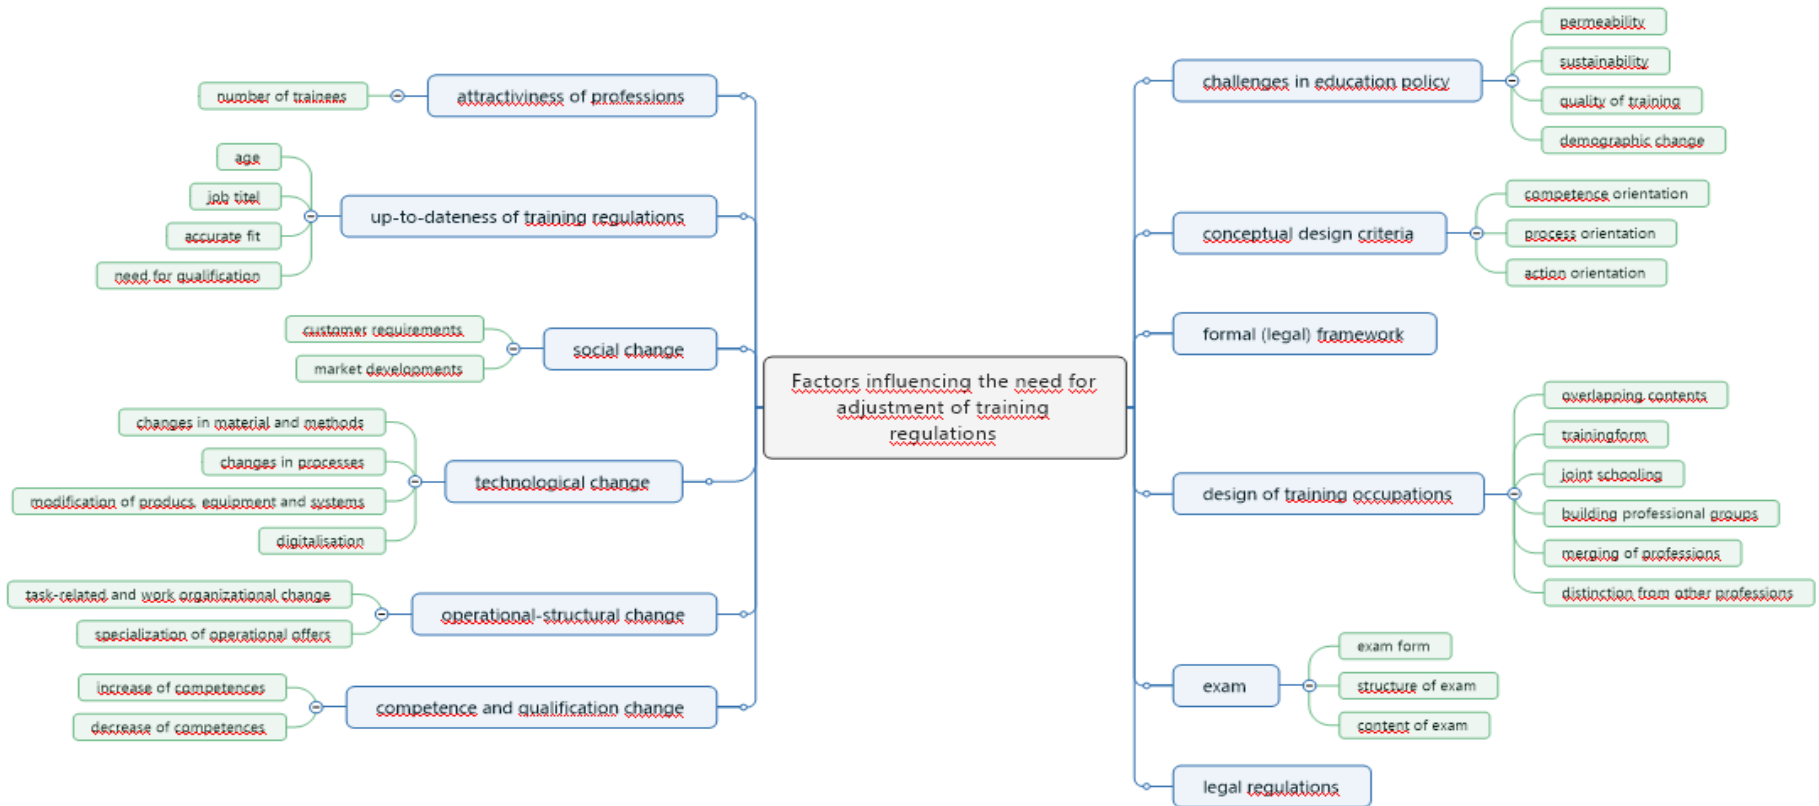 Factors influencing the need for
adjustment of training
regulations
attractiviness of professions
number of trainees
up-to-dateness of training regulations
age
job titel
accurate fit
need for qualification
social change
customer requirements
market developments
technological change
changes in material and methods
changes in processes
modification of producs, equipment and systems
digitalisation
operational-structural change
task-related and work organizational change
specialization of operational offers
competence and qualification change
increase of competences
decrease of competences
challenges in education policy
permeability
sustainability
quality of training
demographic change
conceptual design criteria
competence orientation
process orientation
action orientation
formal (legal) framework
design of training occupations
overlapping contents
trainingform
joint schooling
building professional groups
merging of professions
distinction from other professions
exam
exam form
structure of exam
content of exam
legal regulations